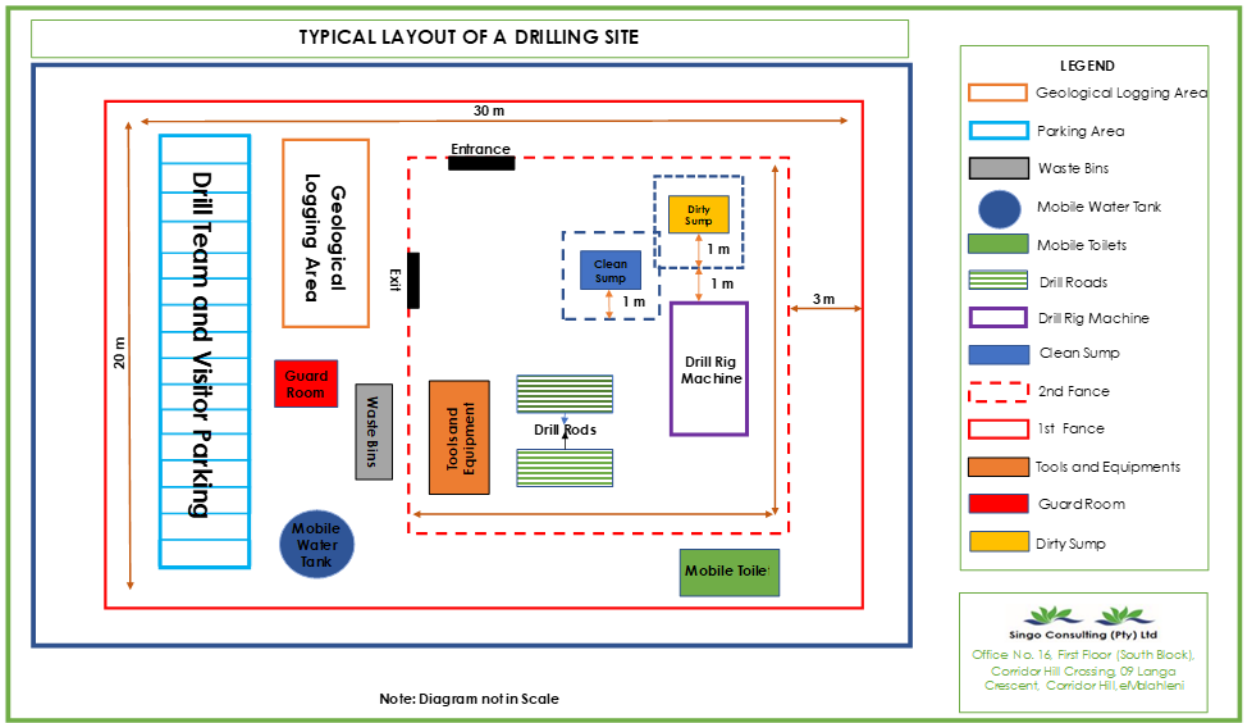 TYPICAL LAYOUT OF A DRILLING SITE
30 m
20 m
Drill Team and Visitor Parking
Geological
Logging Area
Entrance
Exit
Dirty
Sump
1 m
1 m
Clean
Sump
1 m
3 m
Drill Rig
Machine
Guard
Room
Waste Bins
Tools and
Equipment
Drill Rods
Mobile
Water
Tank
Mobile Toilet
Note: Diagram not in Scale
LEGEND
Geological Logging Area
Parking Area
Waste Bins
Mobile Water Tank
Mobile Toilets
Drill Roads
Drill Rig Machine
Clean Sump
2nd Fance
1st Fance
Tools and Equipments
Guard Room
Dirty Sump
Singo Consulting (Pty) Ltd
Office No. 16, First Floor (South Block),
Corridor Hill Crossing, 09 Langa
Crescent, Corridor Hill, eMalahleni